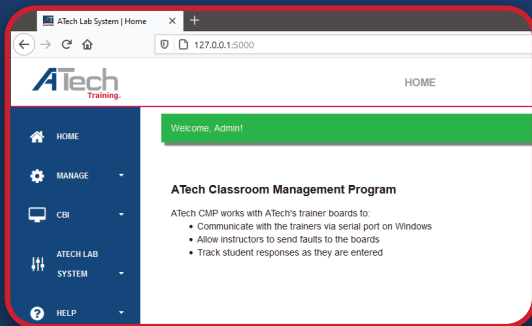 ATech Lab System | Home
127.0.0.1:5000
ATech
Training.
HOME
HOME
MANAGE
CBI
ATECH LAB
SYSTEM
HELP
Welcome, Admin!
ATech Classroom Management Program
ATech CMP works with ATech's trainer boards to:
Communicate with the trainers via serial port on Windows
Allow instructors to send faults to the boards
Track student responses as they are entered